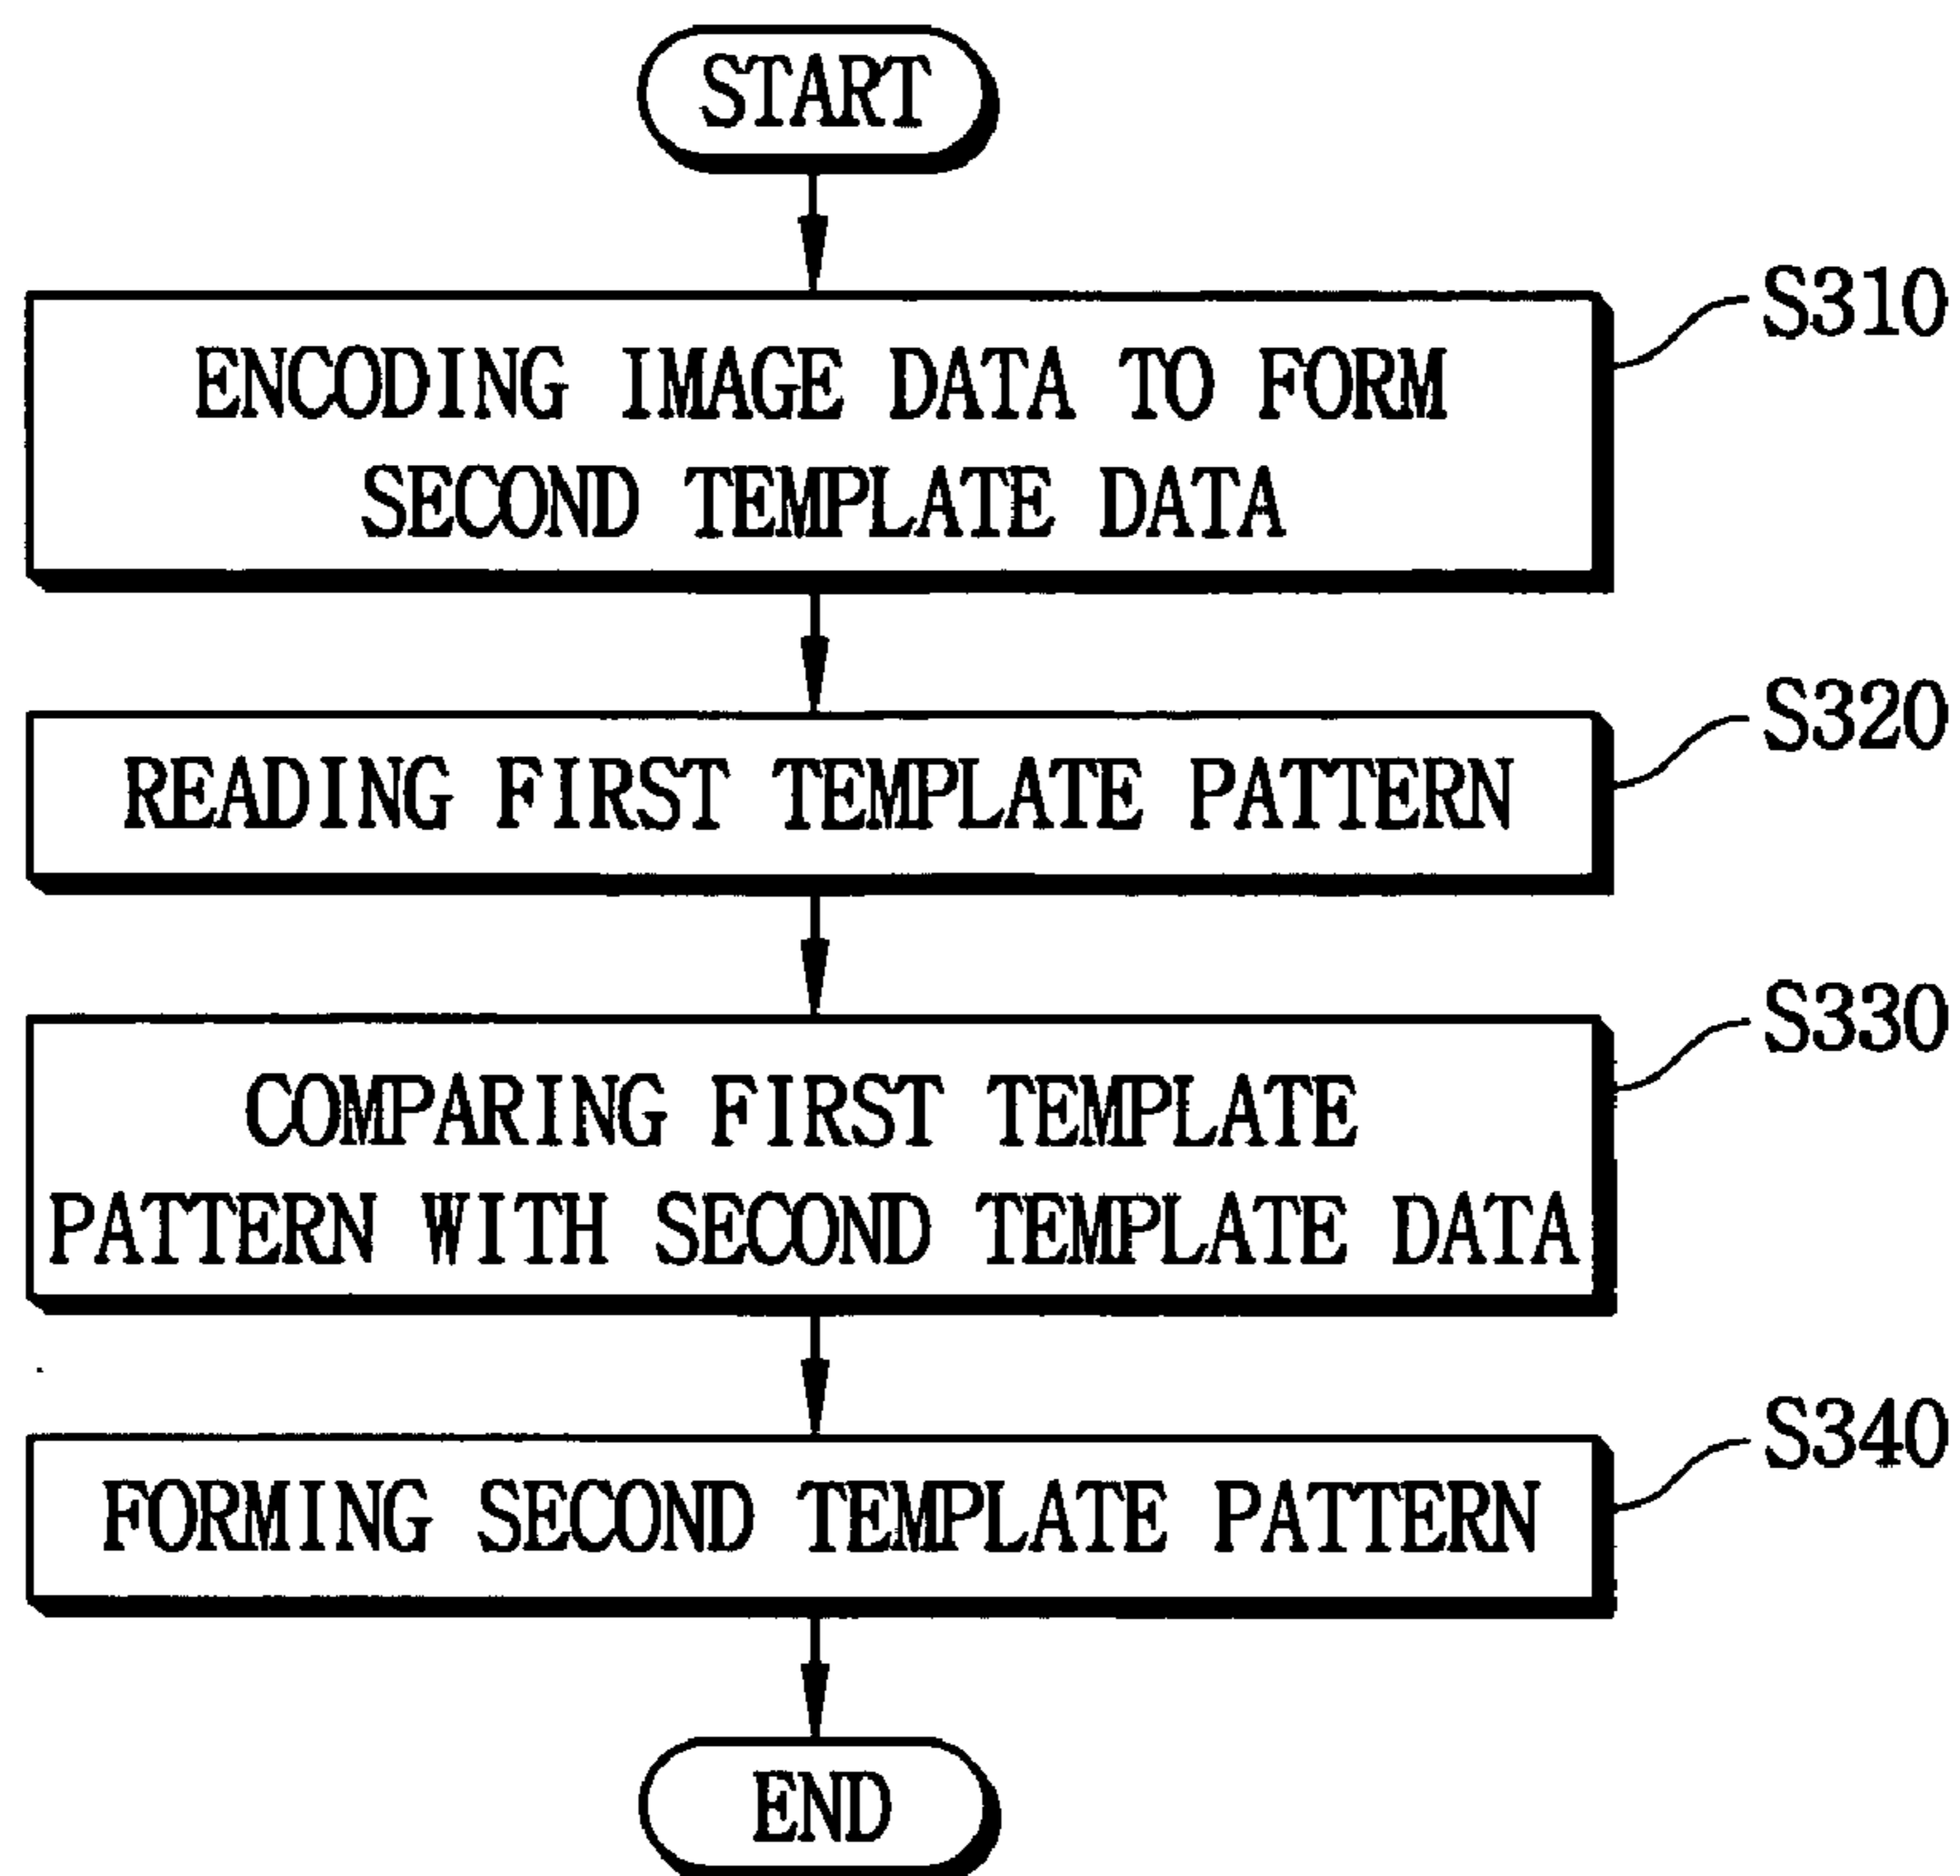 START
S310
ENCODING IMAGE DATA TO FORM
SECOND TEMPLATE DATA
S320
READING FIRST TEMPLATE PATTERN
S330
COMPARING FIRST TEMPLATE
PATTERN WITH SECOND TEMPLATE DATA
S340
FORMING SECOND TEMPLATE PATTERN
END